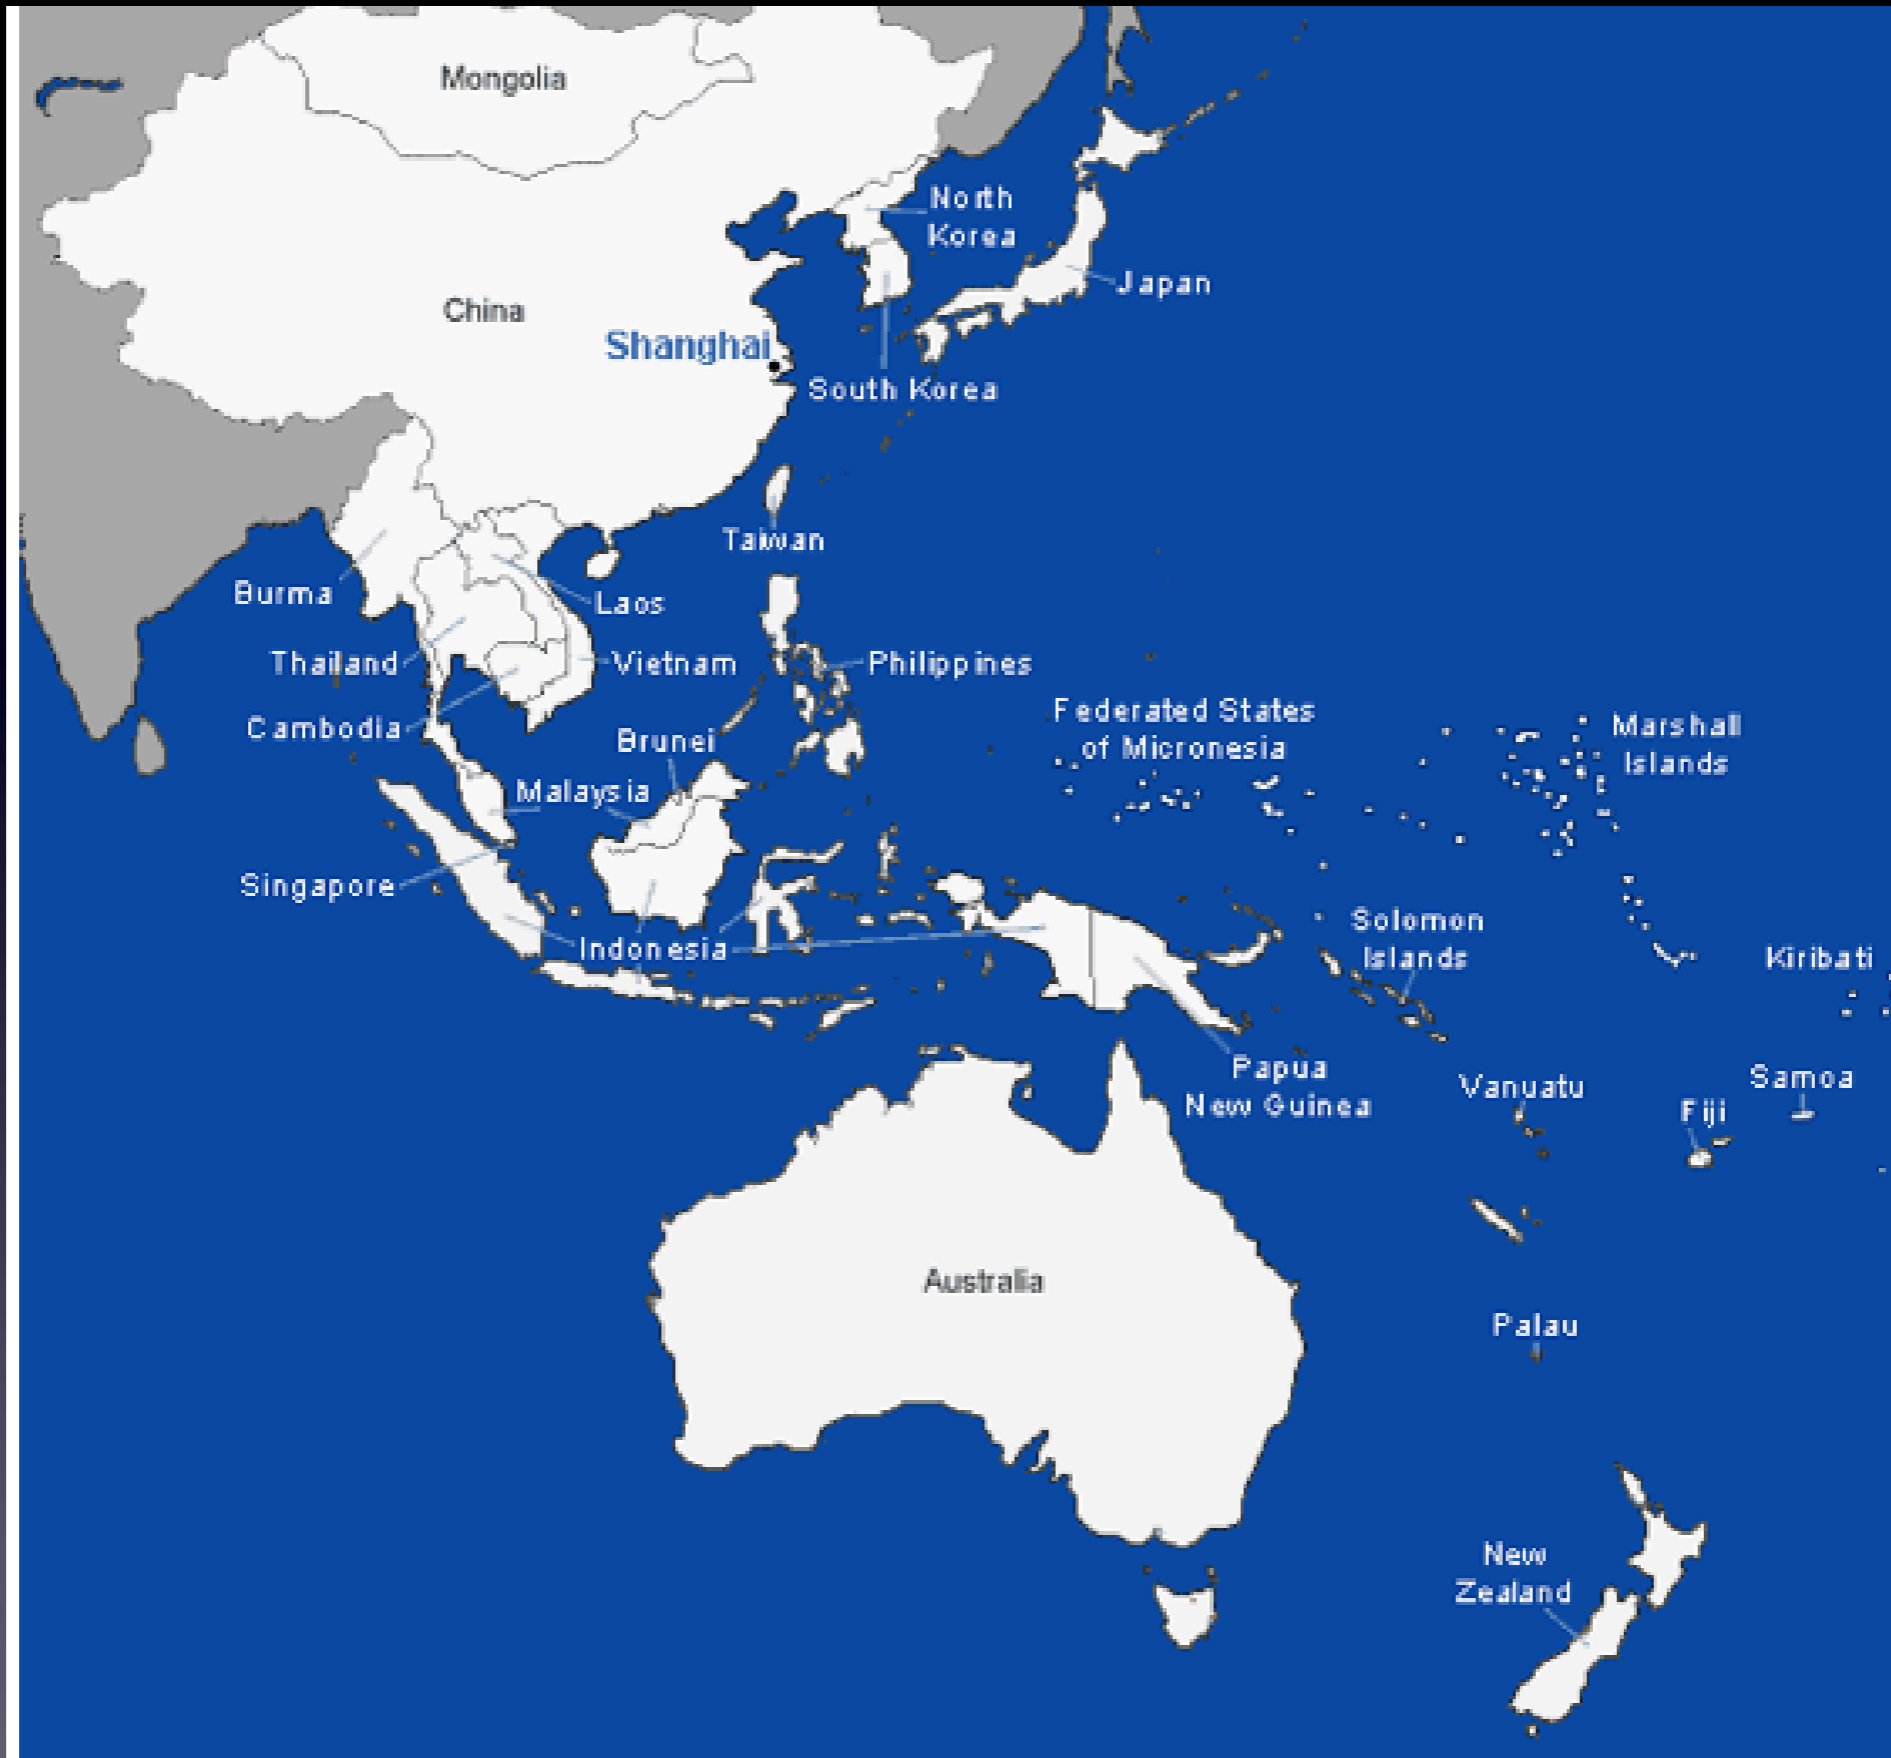 Mongolia
North
Korea
Japan
China
Shanghai
South Korea
Taiwan
Burma
Laos
Thailand
Vietnam
Philippines
Cambodia
Brunei
Federated States
of Micronesia
Marshall
Islands
Malaysia
Singapore
Indonesia
Solomon
Islands
Kiribati
Papua
New Guinea
Vanuatu
Samoa
Fiji
Australia
Palau
New
Zealand